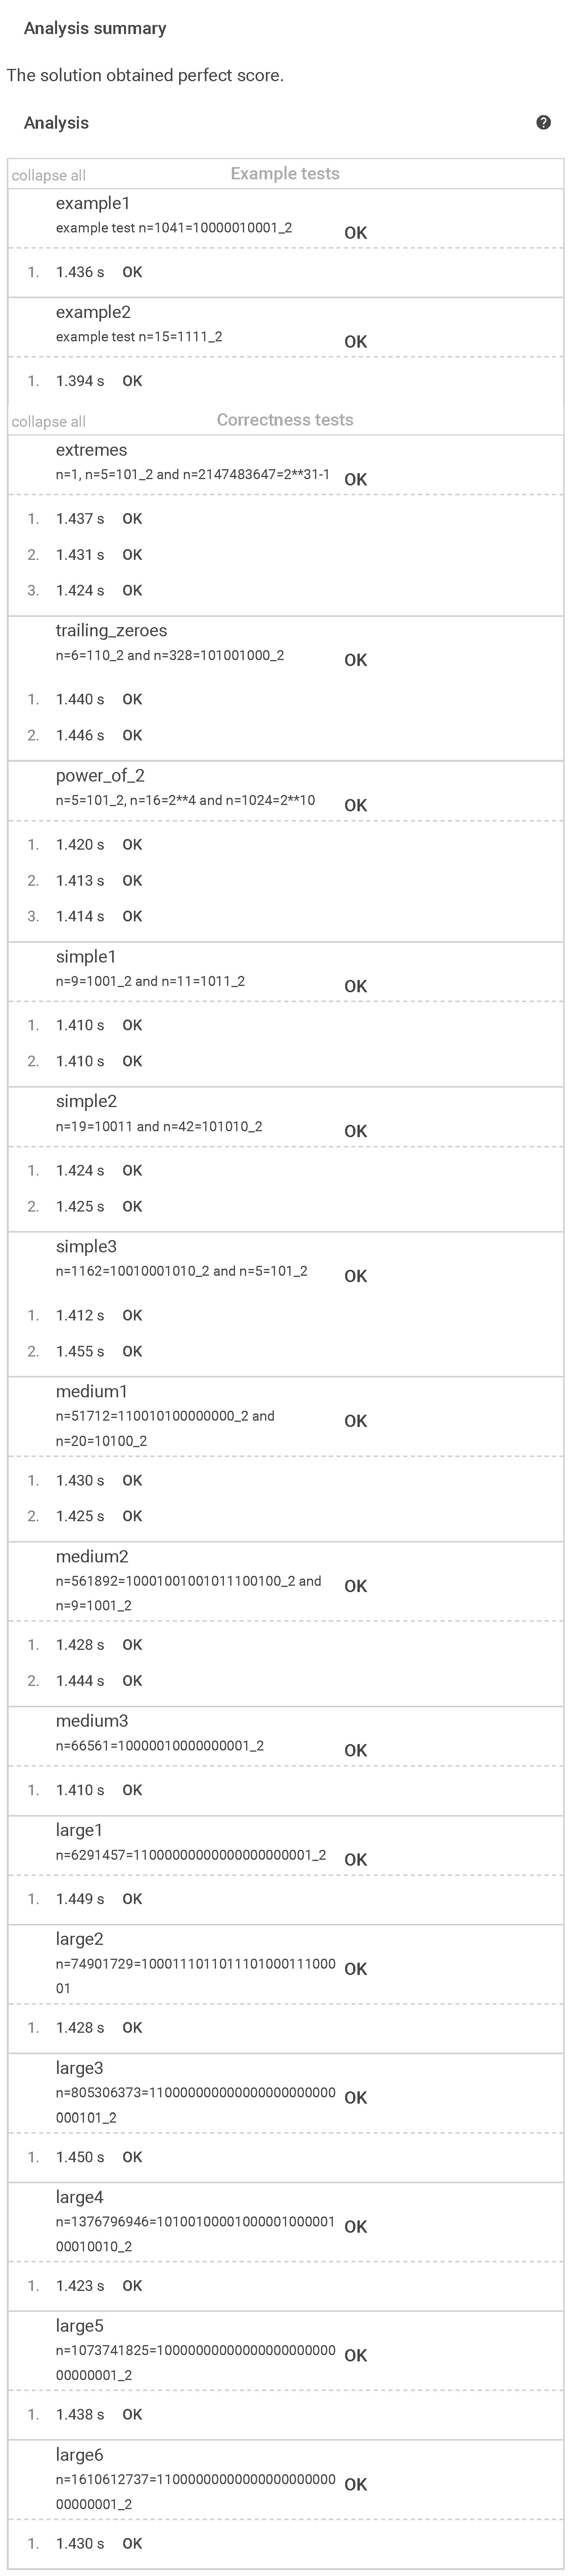 Analysis summary
The solution obtained perfect score.
Analysis
?
collapse all Example tests
example1
example test n=1041=10000010001_2 OK
1. 1.436 s OK
example2
example test n=15=1111_2 OK
1. 1.394 s OK
collapse all Correctness tests
extremes
n=1, n=5=101_2 and n=2147483647=2**31-1 OK
1. 1.437 s OK
2. 1.431 s OK
3. 1.424 s OK
trailing_zeroes
n=6=110_2 and n=328=101001000_2 OK
1. 1.440 s OK
2. 1.446 s OK
power_of_2
n=5=101_2, n=16=2**4 and n=1024=2**10 OK
1. 1.420 s OK
2. 1.413 s OK
3. 1.414 s OK
simple1
n=9=1001_2 and n=11=1011_2 OK
1. 1.410 s OK
2. 1.410 s OK
simple2
n=19=10011 and n=42=101010_2 OK
1. 1.424 s OK
2. 1.425 s OK
simple3
n=1162=10010001010_2 and n=5=101_2 OK
1. 1.412 s OK
2. 1.455 s OK
medium1
n=51712=110010100000000_2 and OK
n=20=10100_2
1. 1.430 s OK
2. 1.425 s OK
medium2
n=561892=10001001001011100100_2 and OK
n=9=1001_2
1. 1.428 s OK
2. 1.444 s OK
medium3
n=66561=10000010000000001_2 OK
1. 1.410 s OK
large1
n=6291457=11000000000000000000001_2 OK
1. 1.449 s OK
large2
n=74901729=1000111011011101000111000 OK
01
1. 1.428 s OK
large3
n=805306373=110000000000000000000000 OK
000101_2
1. 1.450 s OK
large4
n=1376796946=10100100001000001000001 OK
00010010_2
1. 1.423 s OK
large5
n=1073741825=10000000000000000000000 OK
00000001_2
1. 1.438 s OK
large6
n=1610612737=11000000000000000000000 OK
00000001_2
1. 1.430 s OK